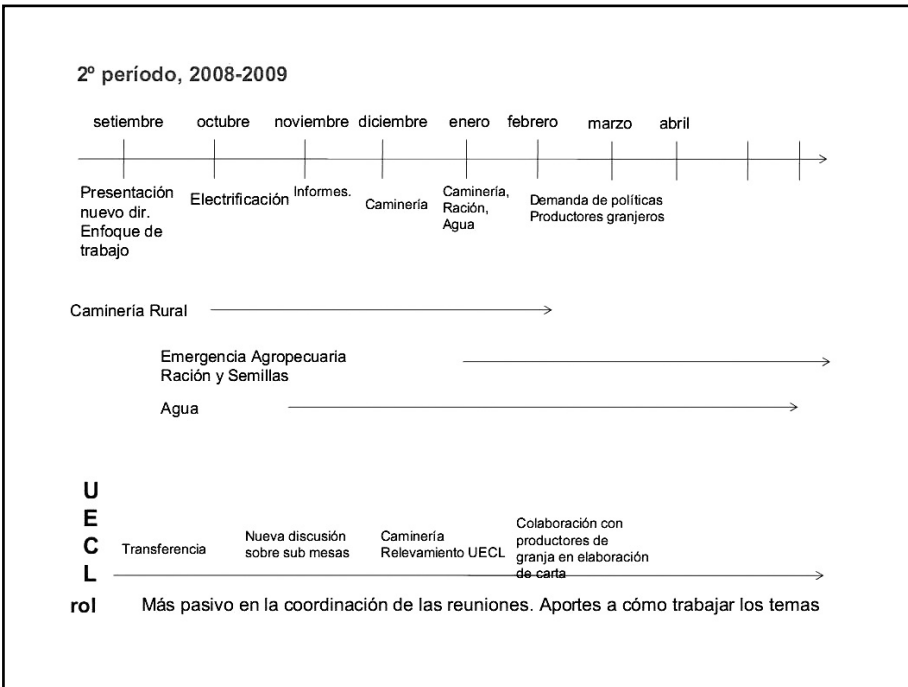 2º período, 2008-2009
setiembre octubre noviembre diciembre enero febrero marzo abril
Presentación
nuevo dir.
Enfoque de
trabajo
Electrificación
Informes.
Caminería
Caminería,
Ración,
Agua
Demanda de políticas
Productores granjeros
Caminería Rural
Emergencia Agropecuaria
Ración y Semillas
Agua
U
E
C
L
Transferencia
Nueva discusión
sobre sub mesas
Caminería
Relevamiento UECL
Colaboración con
productores de
granja en elaboración
de carta
rol Más pasivo en la coordinación de las reuniones. Aportes a cómo trabajar los temas